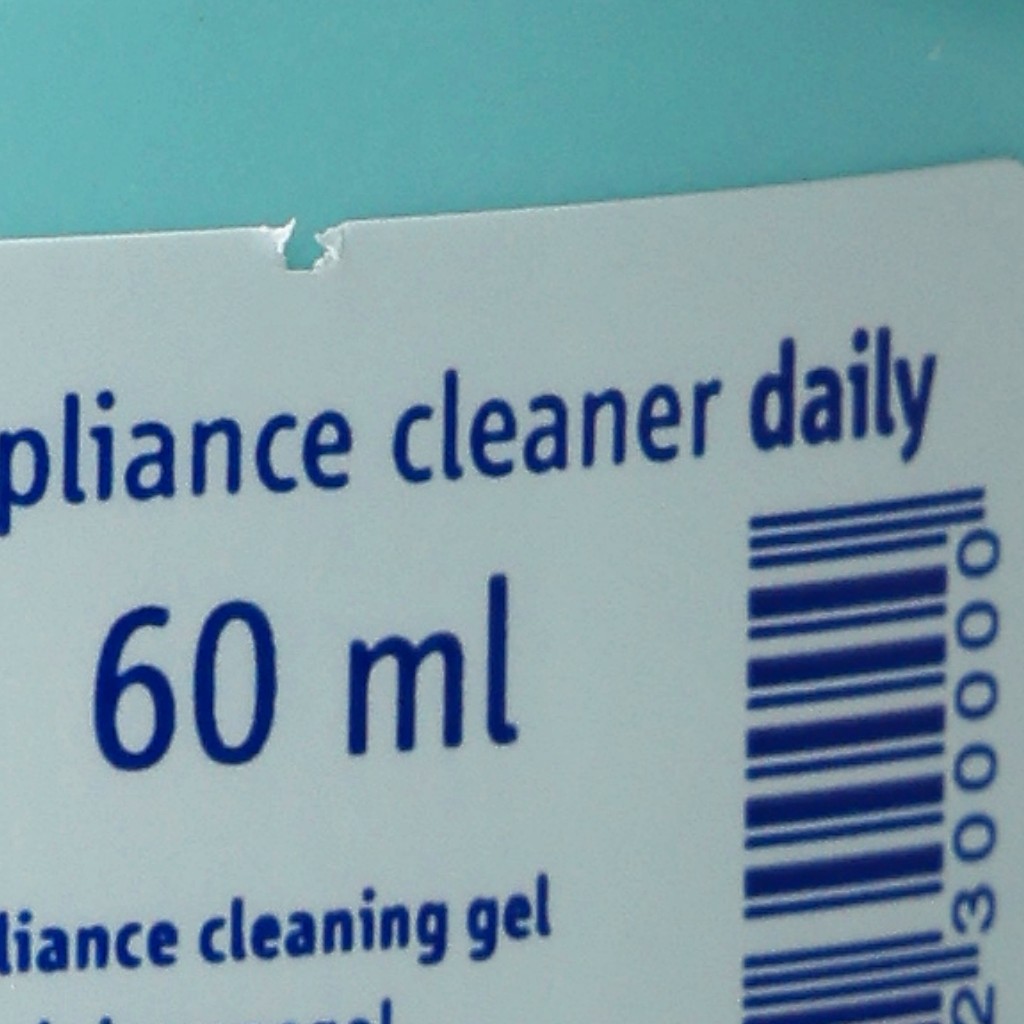 pliance cleaner daily
60 ml
liance cleaning gel
2300000